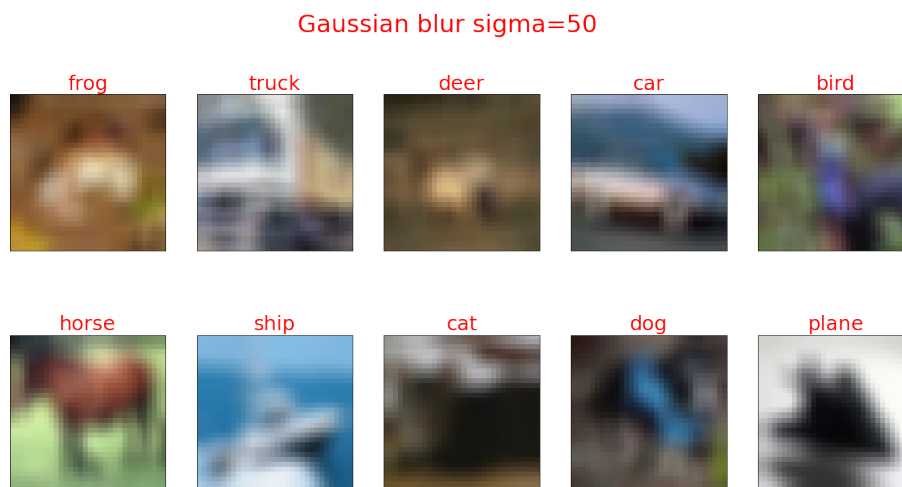 Gaussian blur sigma=50
frog truck deer car bird
horse ship cat dog plane